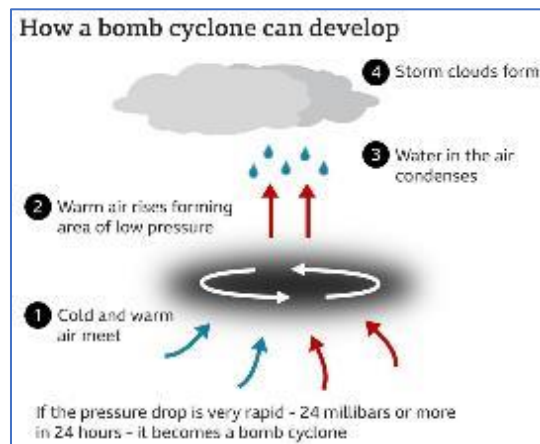 How a bomb cyclone can develop
4 Storm clouds form
3 Water in the air
condenses
2 Warm air rises forming
area of low pressure
1 Cold and warm
air meet
If the pressure drop is very rapid - 24 millibars or more
in 24 hours - it becomes a bomb cyclone